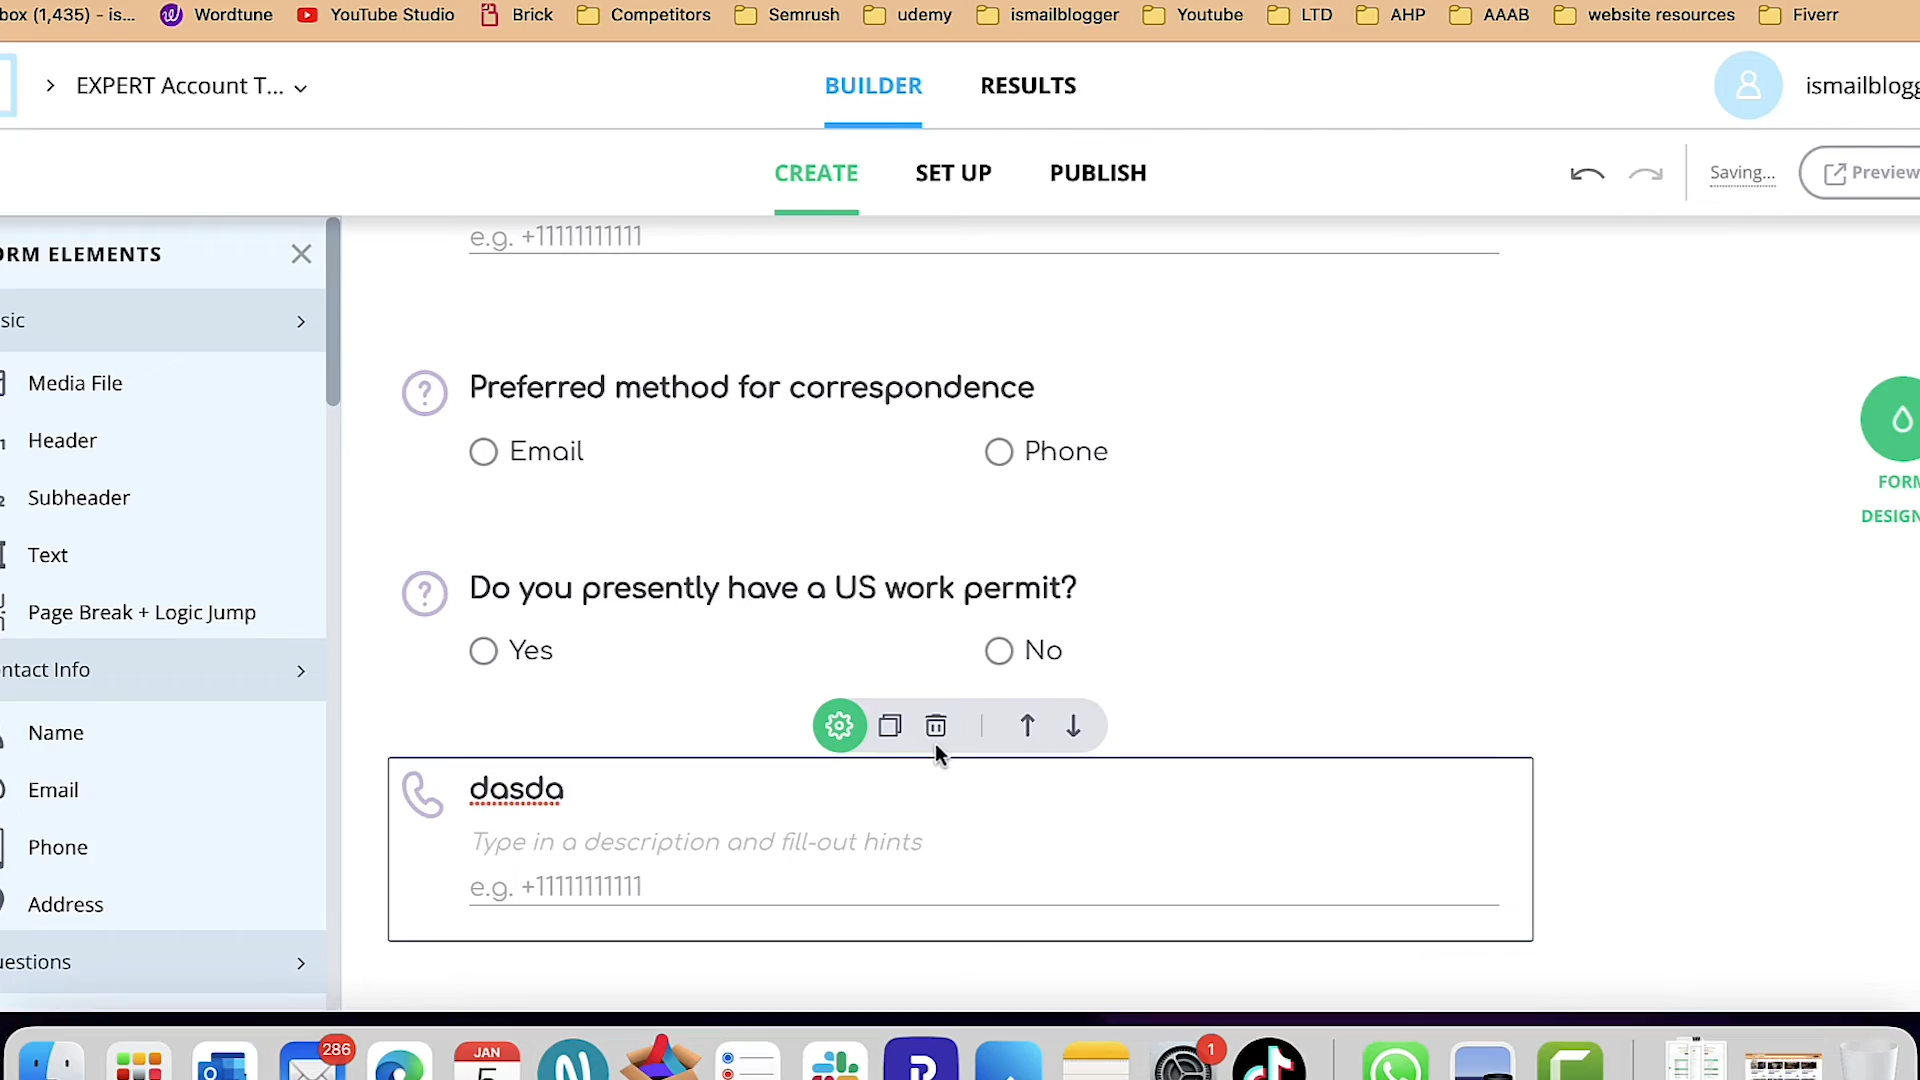 box (1,435) - is...
Wordtune
YouTube Studio
Brick
Competitors
Semrush
udemy
ismailblogger
Youtube
LTD
AHP
AAAB
website resources
Fiverr
EXPERT Account T...
BUILDER
RESULTS
ismailblogg
CREATE
SET UP
PUBLISH
Saving...
Preview
ORM ELEMENTS
sic
Media File
Header
Subheader
Text
Page Break + Logic Jump
ntact Info
Name
Email
Phone
Address
uestions
e.g. +11111111111
Preferred method for correspondence
Email
Phone
Do you presently have a US work permit?
Yes
No
dasda
Type in a description and fill-out hints
e.g. +11111111111
FORM
DESIGN
286
JAN
5
1